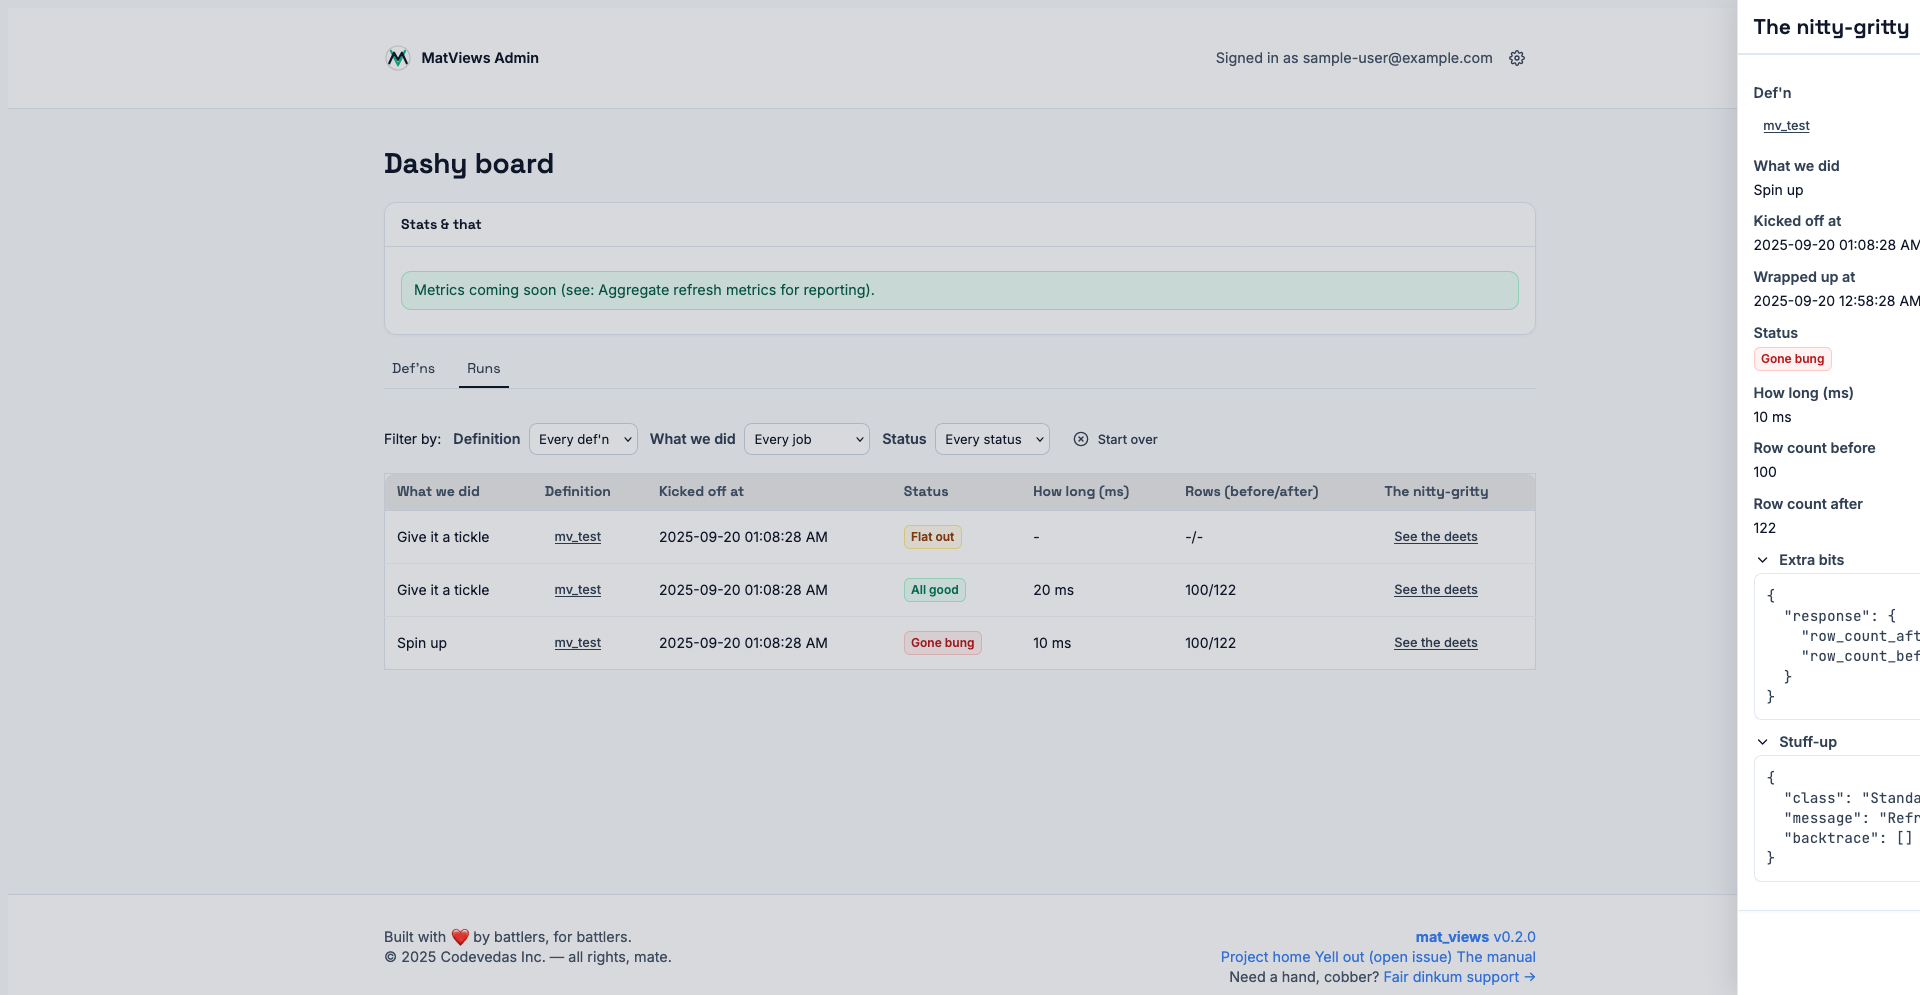 MatViews Admin
Signed in as sample-user@example.com
Dashy board
Stats & that
Metrics coming soon (see: Aggregate refresh metrics for reporting).
Def'ns Runs
Filter by: Definition Every def'n What we did Every job Status Every status Start over
What we did Definition Kicked off at Status How long (ms) Rows (before/after) The nitty-gritty
Give it a tickle mv_test 2025-09-20 01:08:28 AM Flat out - -/- See the deets
Give it a tickle mv_test 2025-09-20 01:08:28 AM All good 20 ms 100/122 See the deets
Spin up mv_test 2025-09-20 01:08:28 AM Gone bung 10 ms 100/122 See the deets
Built with ❤️ by battlers, for battlers.
© 2025 Codevedas Inc. — all rights, mate.
mat_views v0.2.0
Project home Yell out (open issue) The manual
Need a hand, cobber? Fair dinkum support →
The nitty-gritty
Def'n
mv_test
What we did
Spin up
Kicked off at
2025-09-20 01:08:28 AM
Wrapped up at
2025-09-20 12:58:28 AM
Status
Gone bung
How long (ms)
10 ms
Row count before
100
Row count after
122
Extra bits
{
"response": {
"row_count_aft
"row_count_bef
}
}
Stuff-up
{
"class": "Standa
"message": "Refr
"backtrace": []
}